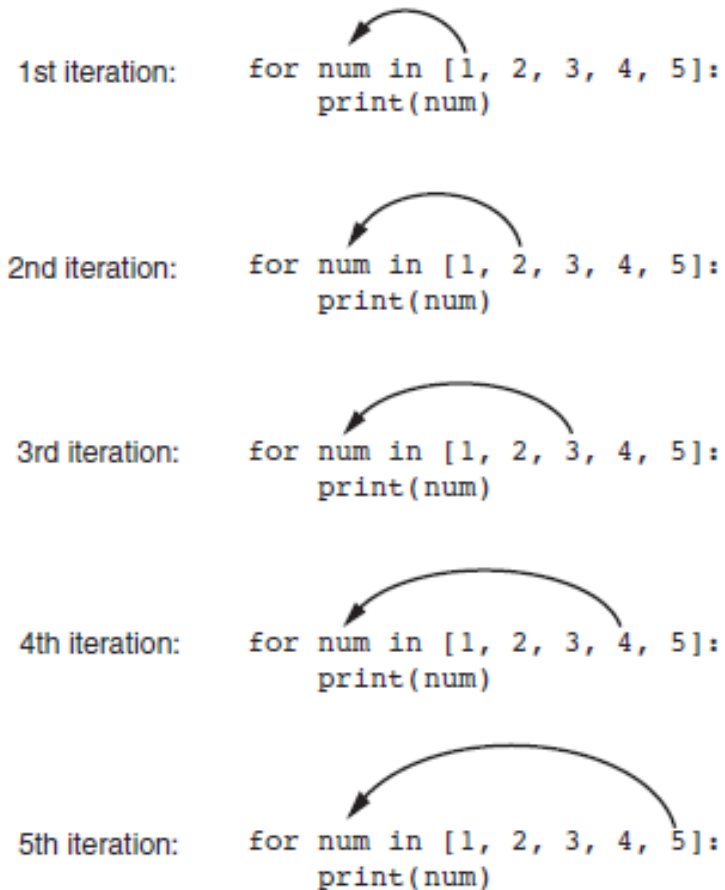 1st iteration: for num in [1, 2, 3, 4, 5]:
print(num)
2nd iteration: for num in [1, 2, 3, 4, 5]:
print(num)
3rd iteration: for num in [1, 2, 3, 4, 5]:
print(num)
4th iteration: for num in [1, 2, 3, 4, 5]:
print(num)
5th iteration: for num in [1, 2, 3, 4, 5]:
print(num)